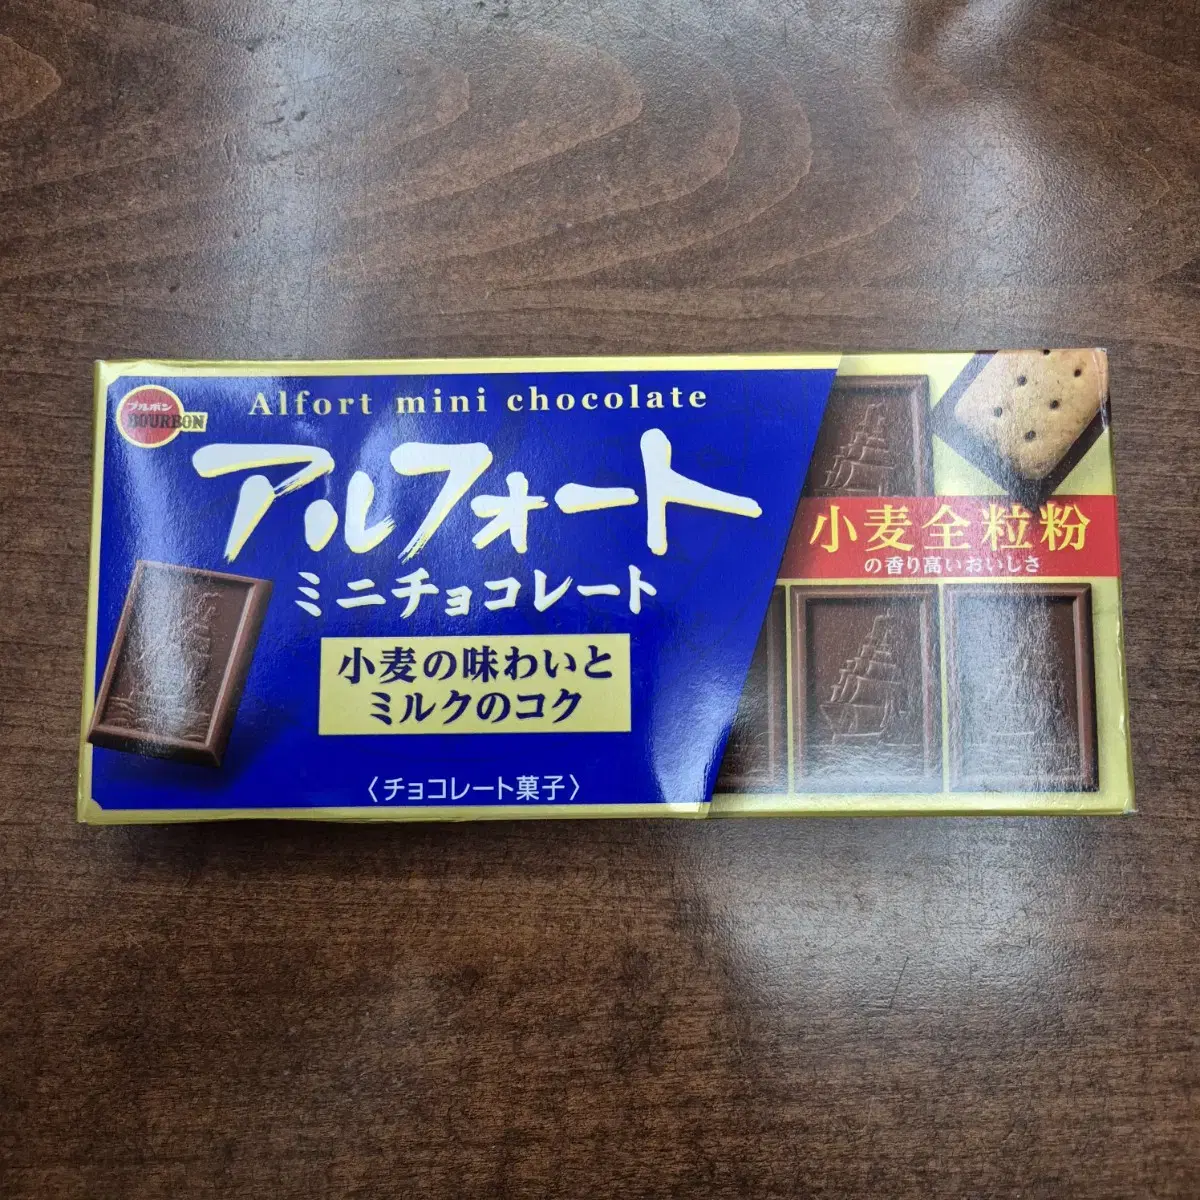 ブルボン
BOURBON
Alfort mini chocolate
アルフォート
ミニチョコレート
小麦の味わいと
ミルクのコク
〈チョコレート菓子〉
小麦全粒粉
の香り高いおいしさ